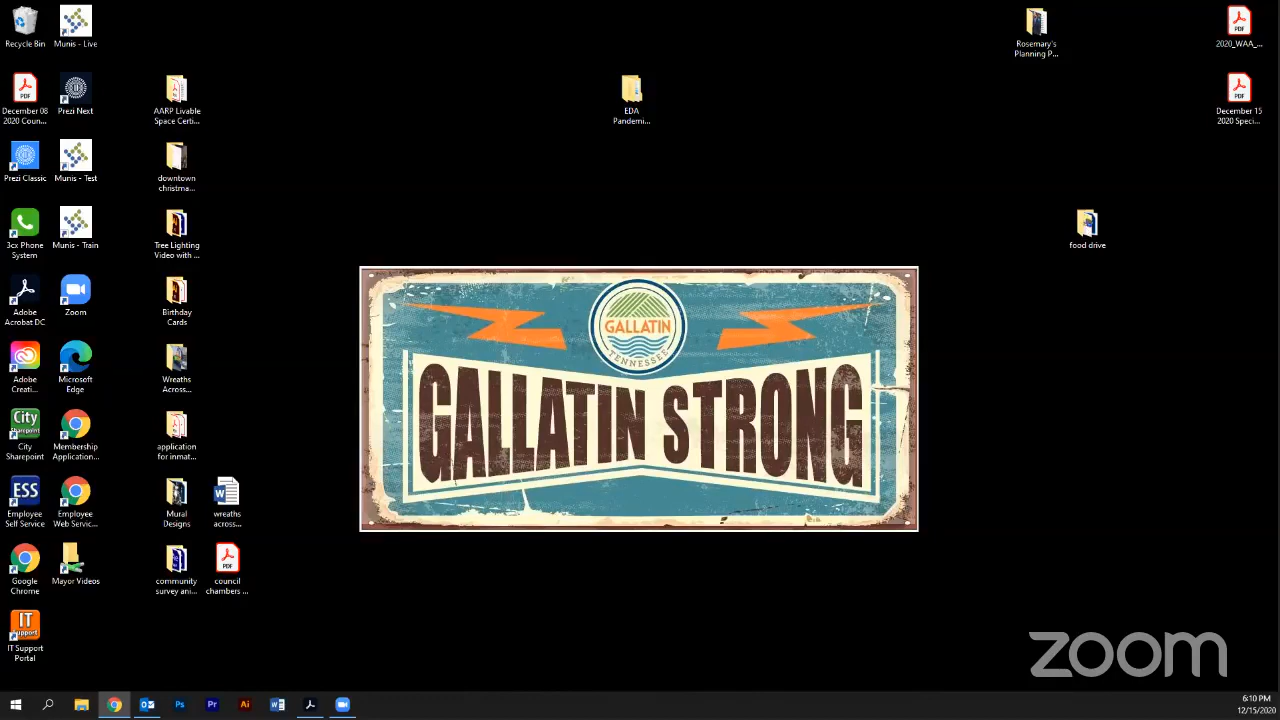 Recycle Bin
Munis - Live
Rosemary's
Planning P...
2020_WAA_...
December 08
2020 Coun...
Prezi Next
AARP Livable
Space Certi...
EDA
Pandemi...
December 15
2020 Speci...
Prezi Classic
Munis - Test
downtown
christma...
3cx Phone
System
Munis - Train
Tree Lighting
Video with ...
food drive
Adobe
Acrobat DC
Zoom
Birthday
Cards
GALLATIN
TENNESSEE
GALLATIN STRONG
Adobe
Creati...
Microsoft
Edge
Wreaths
Across...
City
Sharepoint
City
Sharepoint
Membership
Application...
application
for inmat...
ESS
Employee
Self Service
Employee
Web Servic...
Mural
Designs
wreaths
across...
Google
Chrome
Mayor Videos
community
survey ani...
PDF
council
chambers ...
IT
support
IT Support
Portal
zoom
Ps
Pr
Ai
6:10 PM
12/15/2020